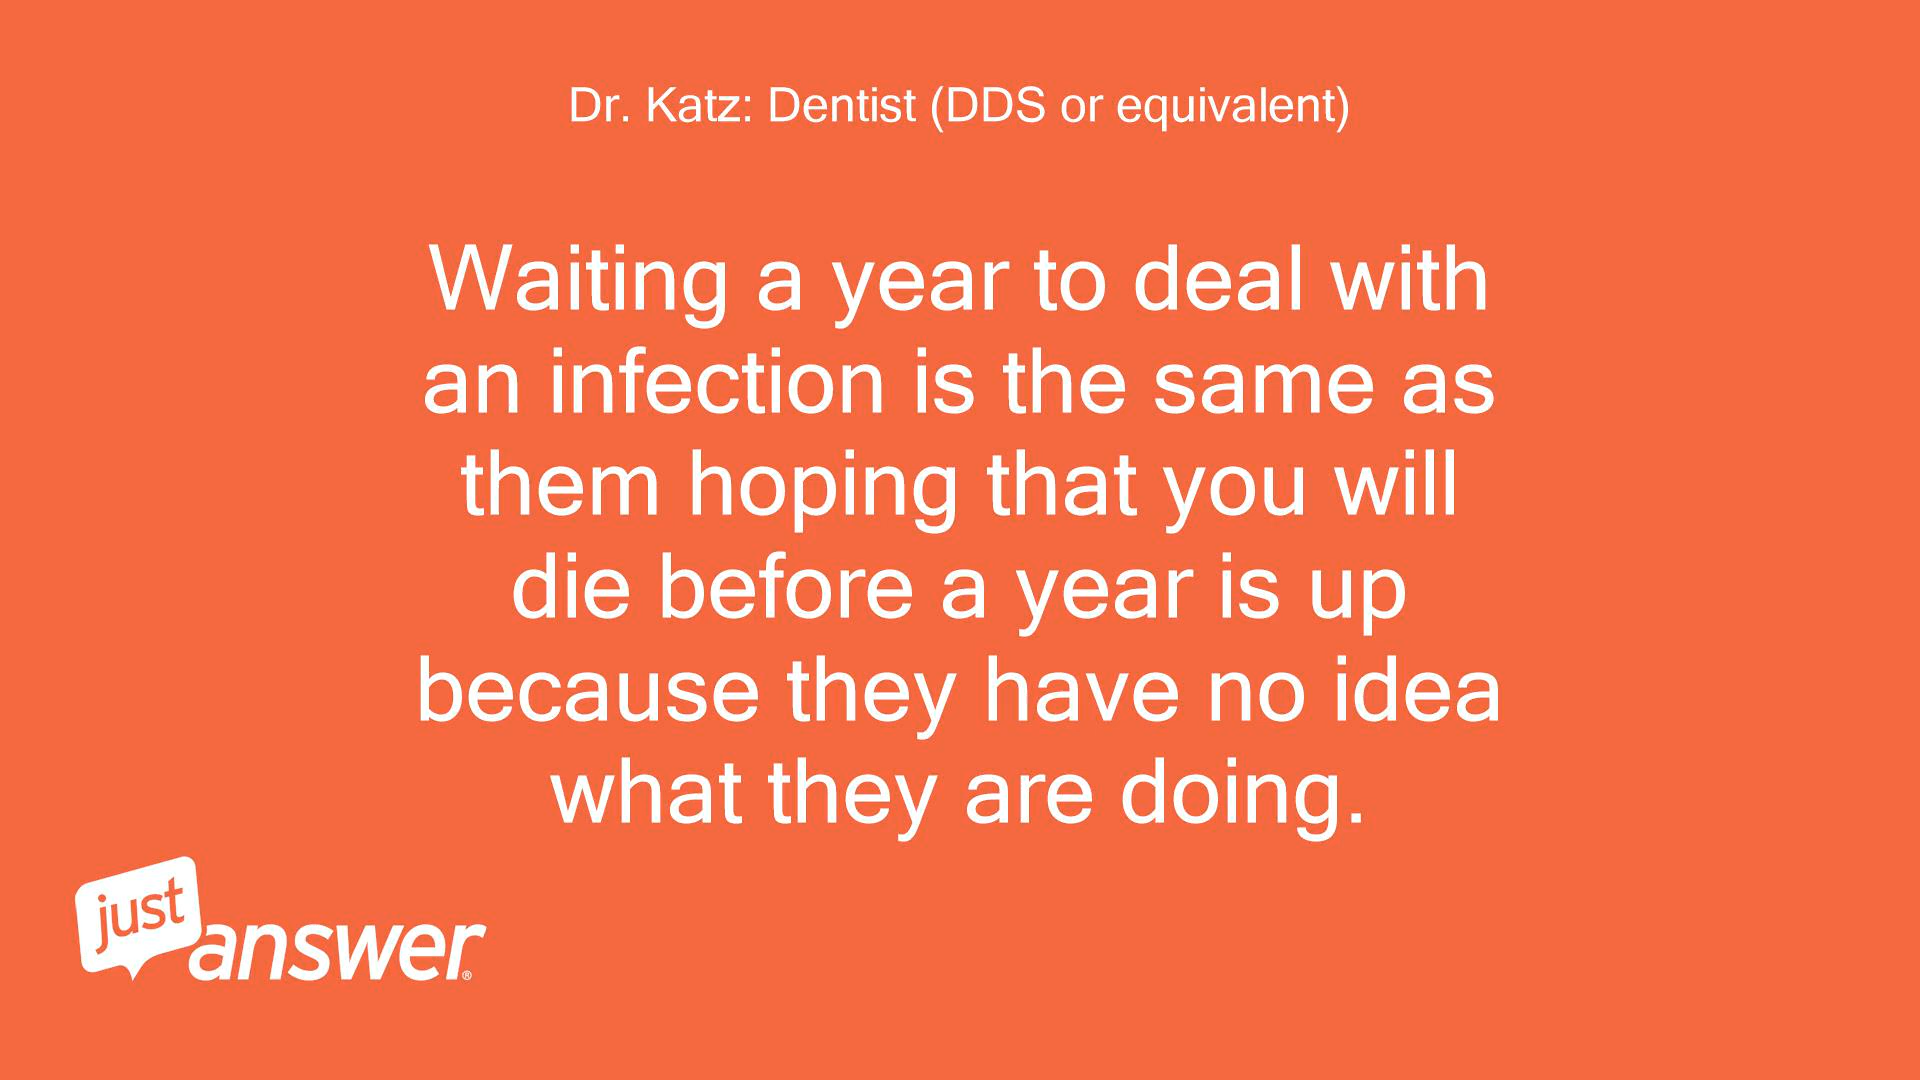 Dr. Katz: Dentist (DDS or equivalent)
Waiting a year to deal with
an infection is the same as
them hoping that you will
die before a year is up
because they have no idea
what they are doing.
just
answer®